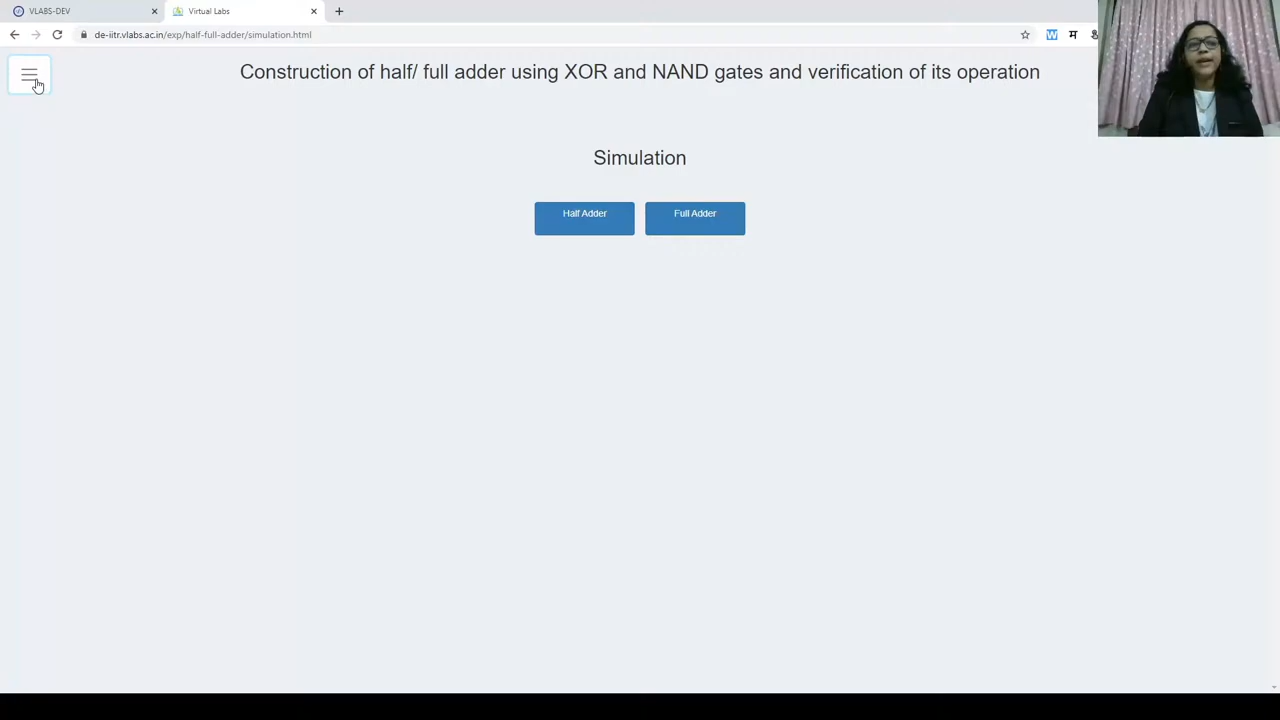 VLABS-DEV
Virtual Labs
de-iitr.vlabs.ac.in/exp/half-full-adder/simulation.html
W म
Construction of half/ full adder using XOR and NAND gates and verification of its operation
Simulation
Half Adder
Full Adder